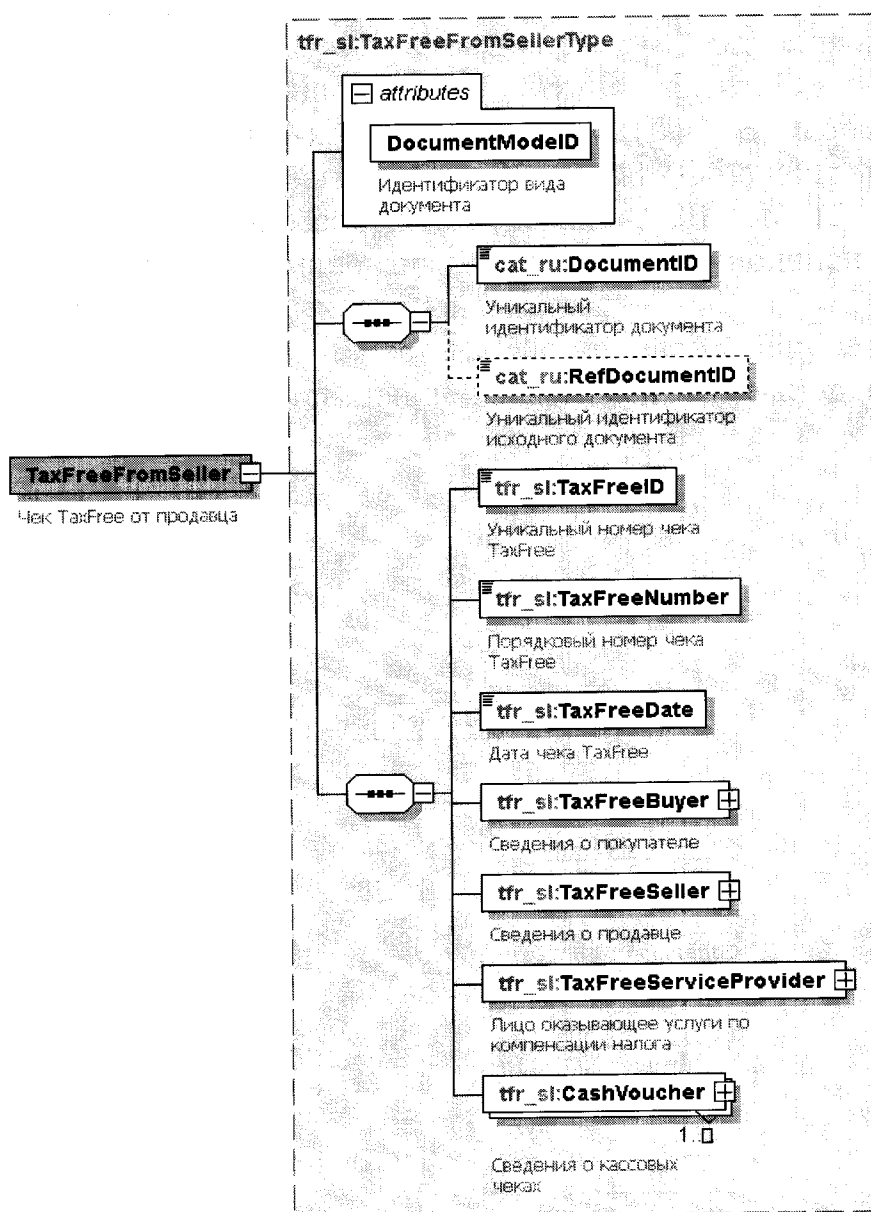 tfr_sl:TaxFreeFromSellerType
attributes
DocumentModeID
Идентификатор вида
документа
cat_ru:DocumentID
Уникальный
идентификатор документа
cat_ru:RefDocumentID
Уникальный идентификатор
исходного документа
TaxFreeFromSeller
Чек TaxFree от продавца
tfr_sl:TaxFreeID
Уникальный номер чека
TaxFree
tfr_sl:TaxFreeNumber
Порядковый номер чека
TaxFree
tfr_sl:TaxFreeDate
Дата чека TaxFree
tfr_sl:TaxFreeBuyer
Сведения о покупателе
tfr_sl:TaxFreeSeller
Сведения о продавце
tfr_sl:TaxFreeServiceProvider
Лицо оказывающее услуги по
компенсации налога
tfr_sl:CashVoucher
1..
Сведения о кассовых
чеках